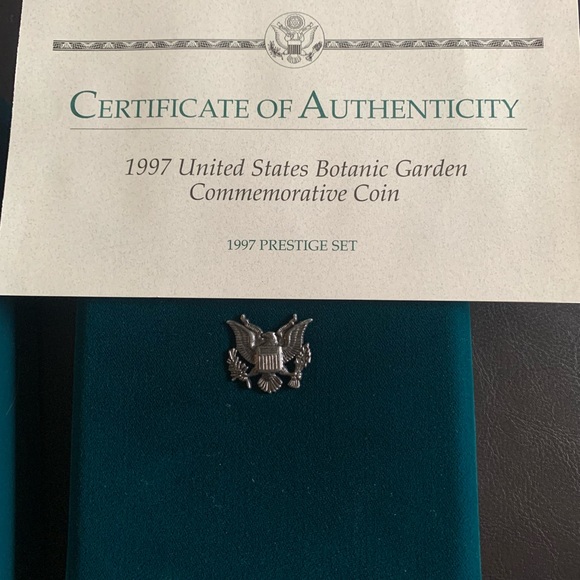 CERTIFICATE OF AUTHENTICITY
1997 United States Botanic Garden
Commemorative Coin
1997 PRESTIGE SET